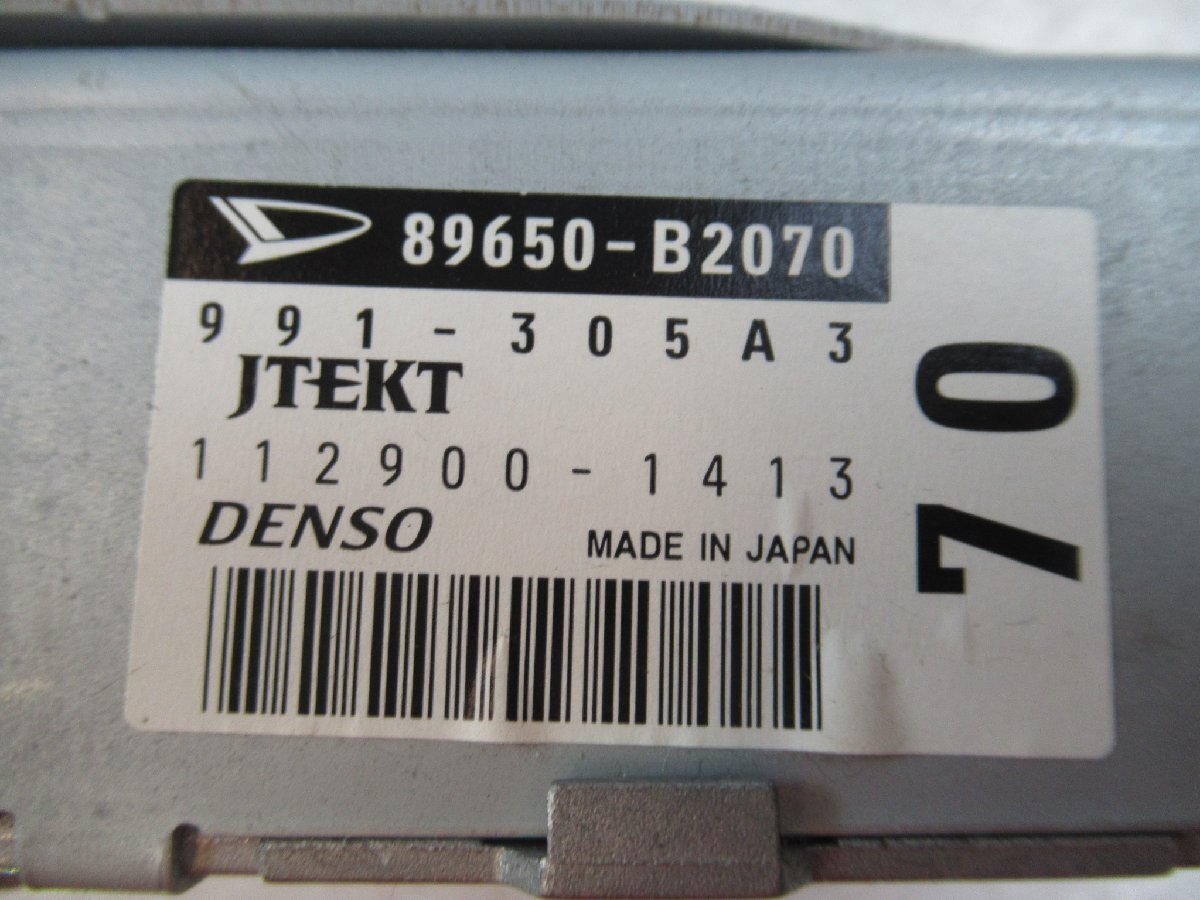 89650-B2070
991-305A3
JTEKT
112900-1413
DENSO
MADE IN JAPAN
70